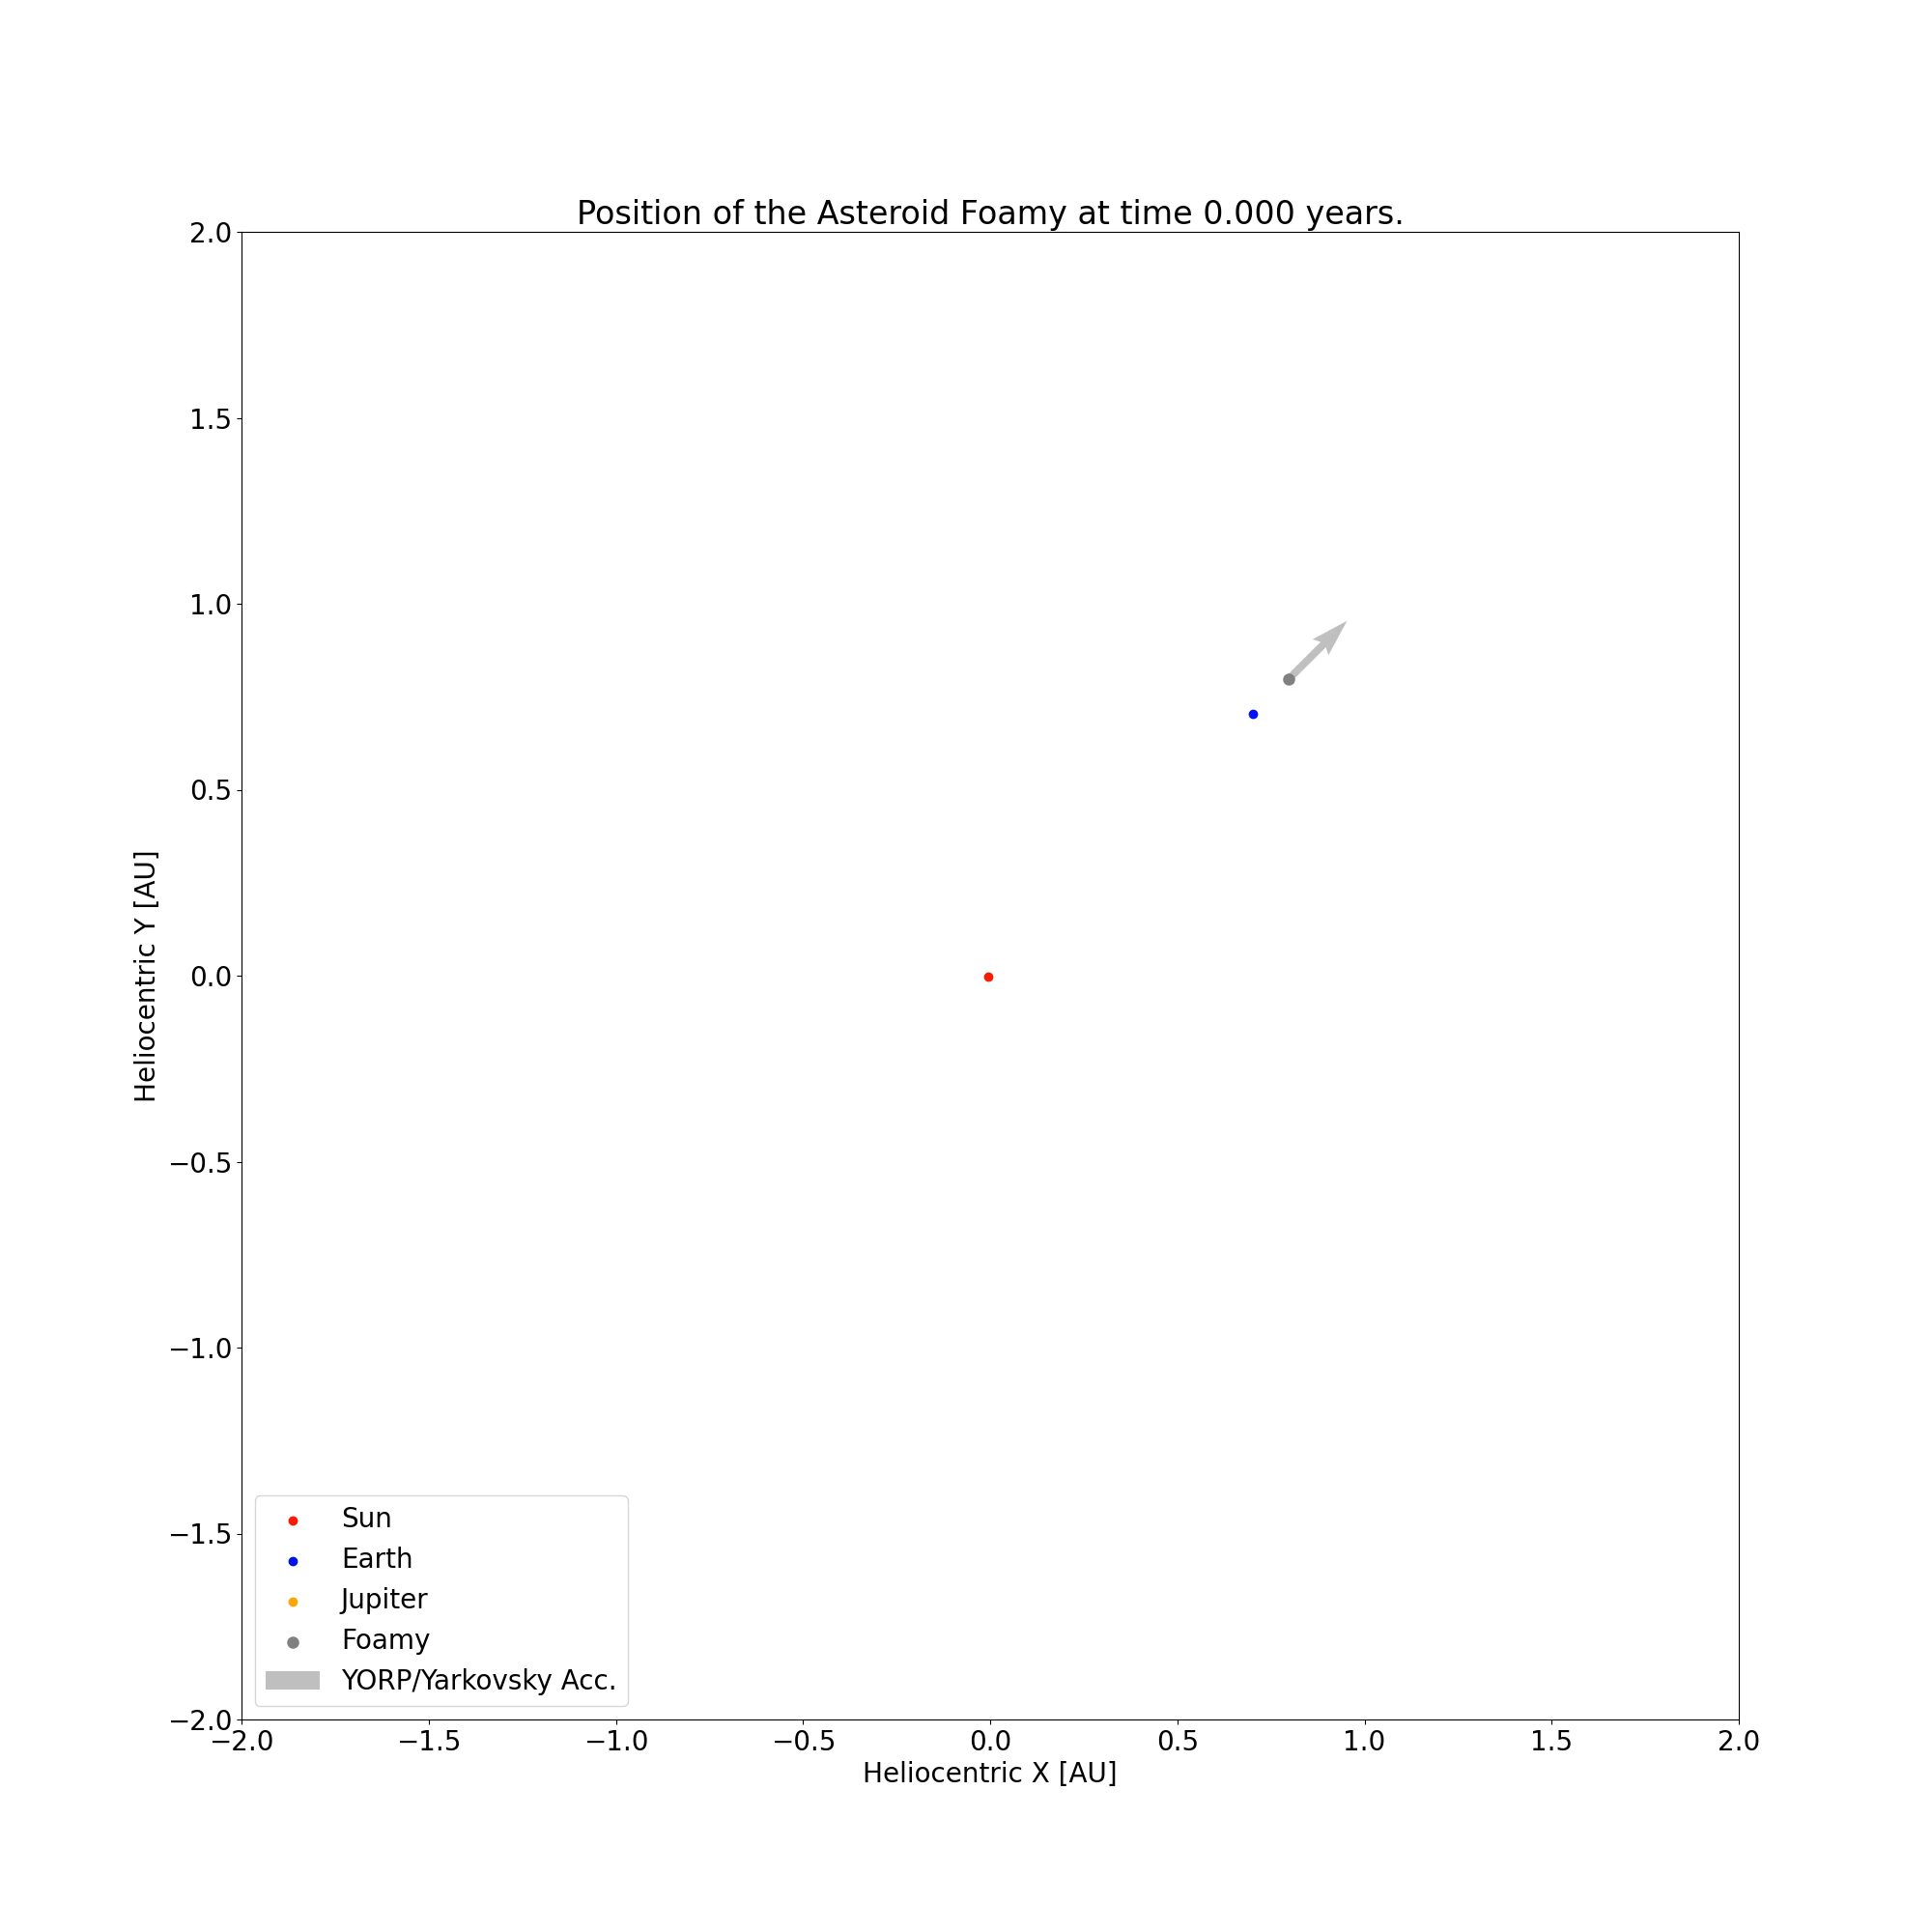 Position of the Asteroid Foamy at time 0.000 years.
2.0
1.5
1.0
0.5
0.0
−0.5
−1.0
−1.5
−2.0
Heliocentric Y [AU]
Sun
Earth
Jupiter
Foamy
YORP/Yarkovsky Acc.
−2.0 −1.5 −1.0 −0.5 0.0 0.5 1.0 1.5 2.0
Heliocentric X [AU]